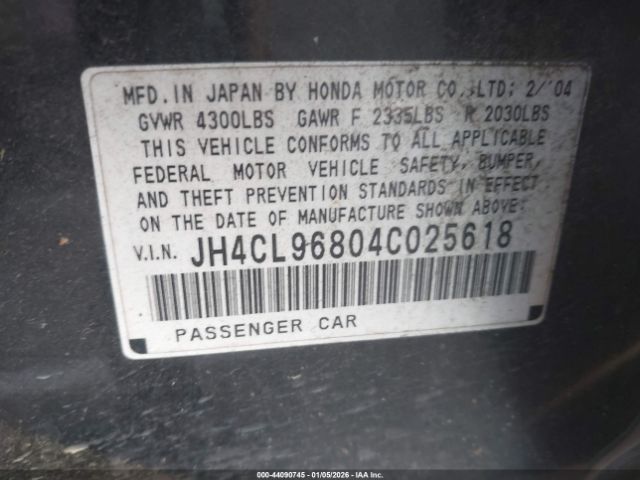 MFD. IN JAPAN BY HONDA MOTOR CO., LTD; 2/'04
GVWR 4300LBS GAWR F 2335LBS R 2030LBS
THIS VEHICLE CONFORMS TO ALL APPLICABLE
FEDERAL MOTOR VEHICLE SAFETY, BUMPER,
AND THEFT PREVENTION STANDARDS IN EFFECT
ON THE DATE OF MANUFACTURE SHOWN ABOVE:
V.I.N. JH4CL96804C025618
PASSENGER CAR
© Stock No: 44090745 | 01/05/2026 - IAA Inc.